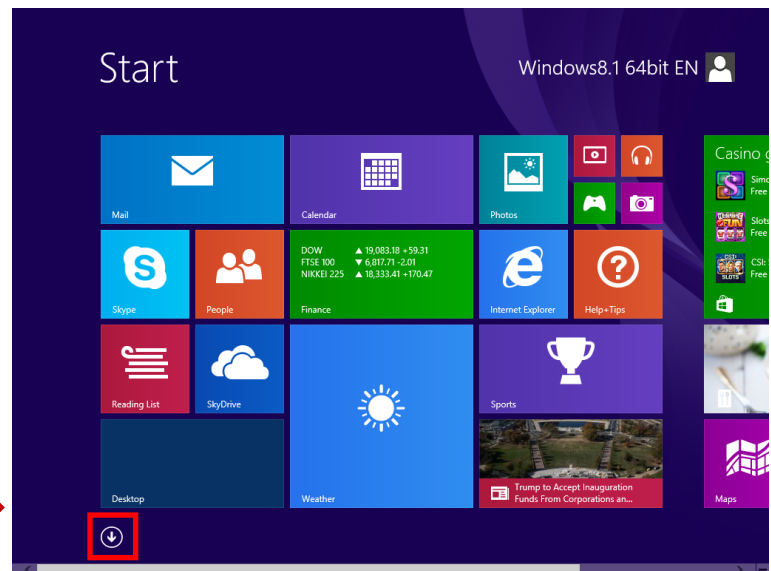 Start
Windows8.1 64bit EN
Mail
Calendar
Photos
Casino g
Simo
Free
Slots
Free
CSI: S
Free
Skype
People
DOW ▲ 19,083.18 +59.31
FTSE 100 ▼ 6,817.71 -2.01
NIKKEI 225 ▲ 18,333.41 +170.47
Finance
Internet Explorer
Help+Tips
Reading List
SkyDrive
Weather
Sports
Desktop
Trump to Accept Inauguration
Funds From Corporations an...
Maps